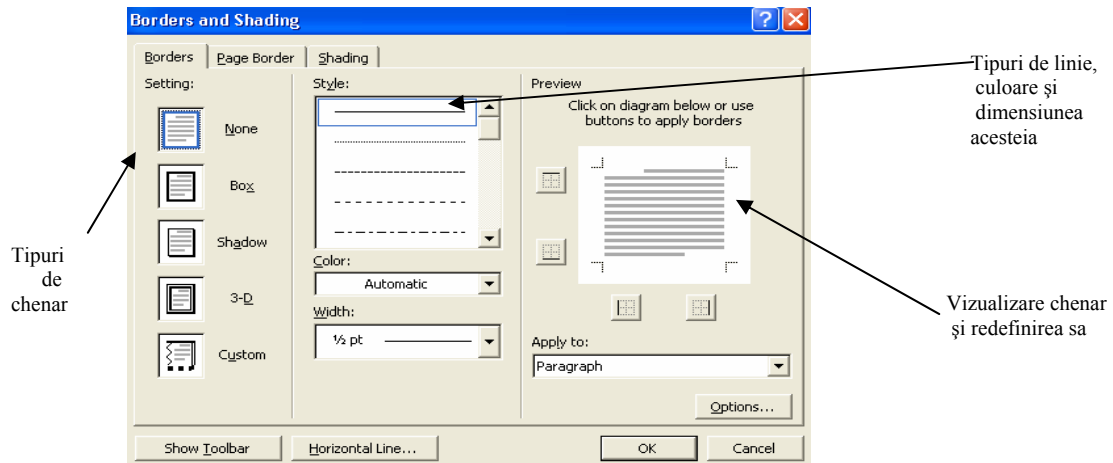 Borders and Shading
Borders
Page Border
Shading
Setting:
None
Box
Shadow
3-D
Custom
Style:
Color:
Automatic
Width:
½ pt
Preview
Click on diagram below or use
buttons to apply borders
Apply to:
Paragraph
Options...
Show Toolbar
Horizontal Line...
OK
Cancel
Tipuri
de
chenar
Tipuri de linie,
culoare şi
dimensiunea
acesteia
Vizualizare chenar
şi redefinirea sa